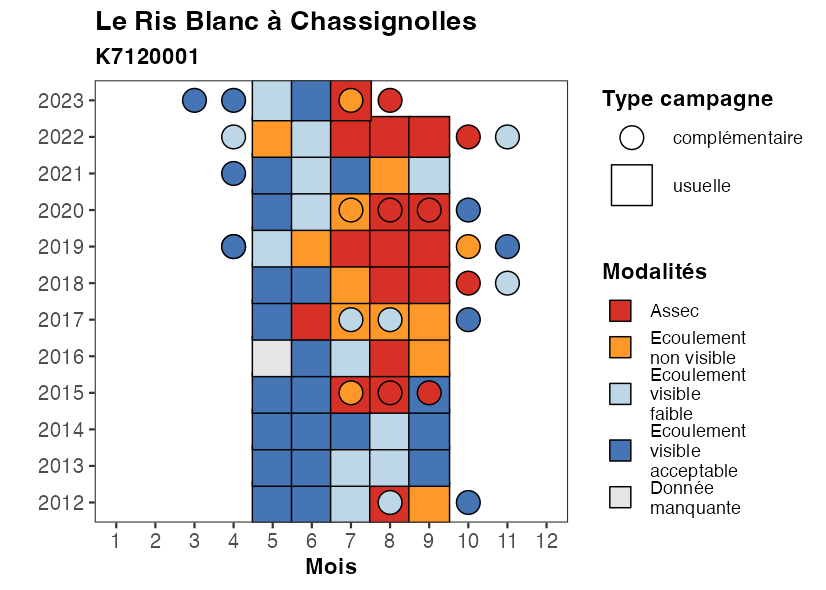 Le Ris Blanc à Chassignolles
K7120001
2023
2022
2021
2020
2019
2018
2017
2016
2015
2014
2013
2012
1 2 3 4 5 6 7 8 9 10 11 12
Mois
Type campagne
complémentaire
usuelle
Modalités
Assec
Ecoulement
non visible
Ecoulement
visible
faible
Ecoulement
visible
acceptable
Donnée
manquante